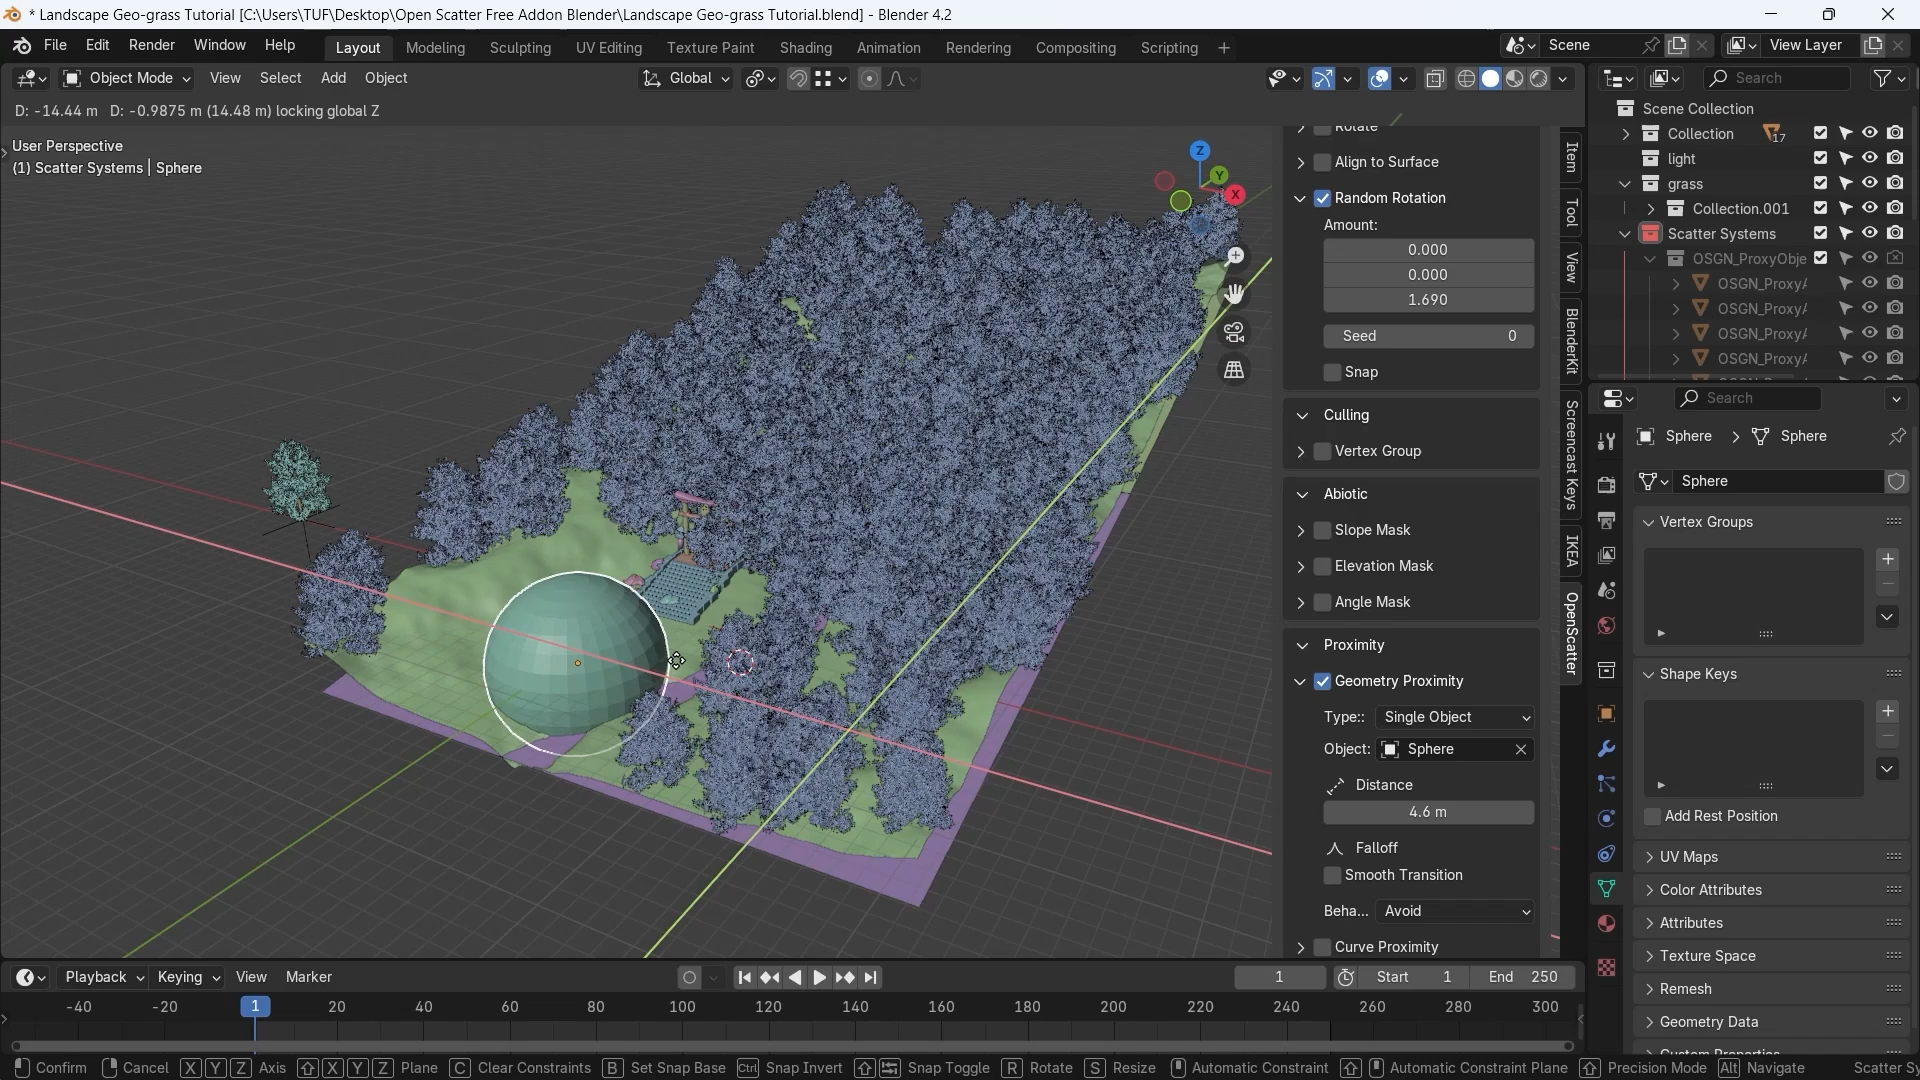 * Landscape Geo-grass Tutorial [C:\Users\TUF\Desktop\Open Scatter Free Addon Blender\Landscape Geo-grass Tutorial.blend] - Blender 4.2
File Edit Render Window Help Layout Modeling Sculpting UV Editing Texture Paint Shading Animation Rendering Compositing Scripting + Scene View Layer
Object Mode View Select Add Object Global Search
D: -14.44 m D: -0.9875 m (14.48 m) locking global Z
User Perspective
(1) Scatter Systems | Sphere
Z
Y
X
Rotate
Align to Surface
Random Rotation
Amount:
0.000
0.000
1.690
Seed 0
Snap
Culling
Vertex Group
Abiotic
Slope Mask
Elevation Mask
Angle Mask
Proximity
Geometry Proximity
Type:: Single Object
Object: Sphere
Distance
4.6 m
Falloff
Smooth Transition
Beha... Avoid
Curve Proximity
Item
Tool
View
BlenderKit
Screencast Keys
IKEA
OpenScatter
Scene Collection
Collection 17
light
grass
Collection.001
Scatter Systems
OSGN_ProxyObje
OSGN_Proxy
OSGN_Proxy
OSGN_Proxy
OSGN_Proxy
Search
Sphere Sphere
Sphere
Vertex Groups
Shape Keys
Add Rest Position
UV Maps
Color Attributes
Attributes
Texture Space
Remesh
Geometry Data
Custom Properties
Playback Keying View Marker 1 Start 1 End 250
-40 -20 1 20 40 60 80 100 120 140 160 180 200 220 240 260 280 300
Confirm Cancel X Y Z Axis X Y Z Plane C Clear Constraints B Set Snap Base Ctrl Snap Invert Snap Toggle R Rotate S Resize Automatic Constraint Automatic Constraint Plane Precision Mode Alt Navigate Scatter Sy